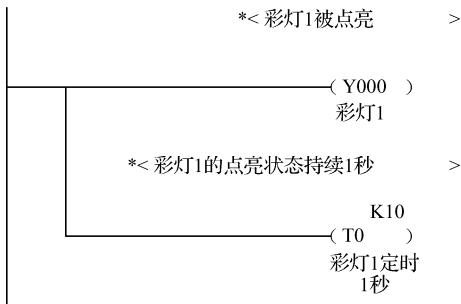 *< 彩灯1被点亮 >
( Y000 )
彩灯1
*< 彩灯1的点亮状态持续1秒 >
K10
( T0 )
彩灯1定时
1秒